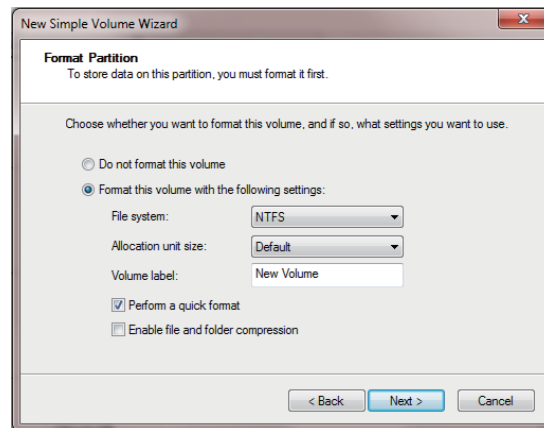 New Simple Volume Wizard
Format Partition
To store data on this partition, you must format it first.
Choose whether you want to format this volume, and if so, what settings you want to use.
Do not format this volume
Format this volume with the following settings:
File system: NTFS
Allocation unit size: Default
Volume label: New Volume
Perform a quick format
Enable file and folder compression
< Back Next > Cancel